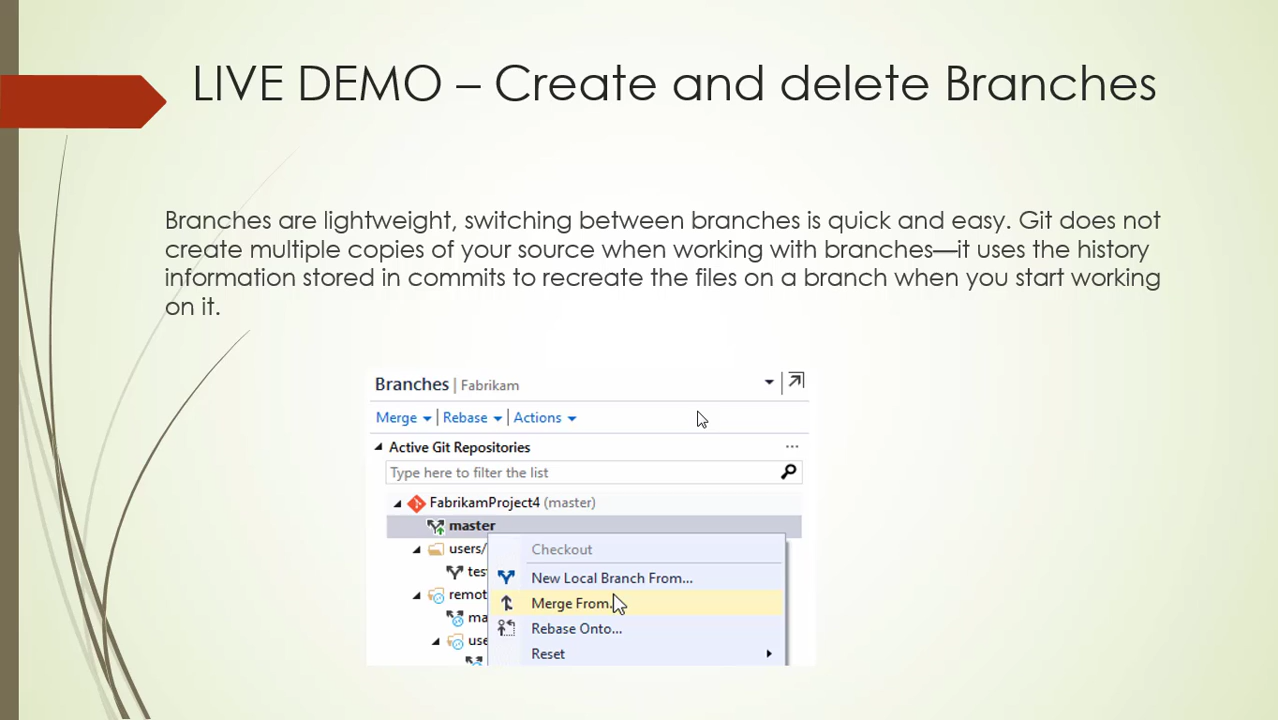 LIVE DEMO – Create and delete Branches
Branches are lightweight, switching between branches is quick and easy. Git does not
create multiple copies of your source when working with branches—it uses the history
information stored in commits to recreate the files on a branch when you start working
on it.
Branches | Fabrikam
Merge | Rebase | Actions
Active Git Repositories
Type here to filter the list
FabrikamProject4 (master)
master
users/
Checkout
tes
New Local Branch From...
remot
Merge From...
ma
Rebase Onto...
use
Reset